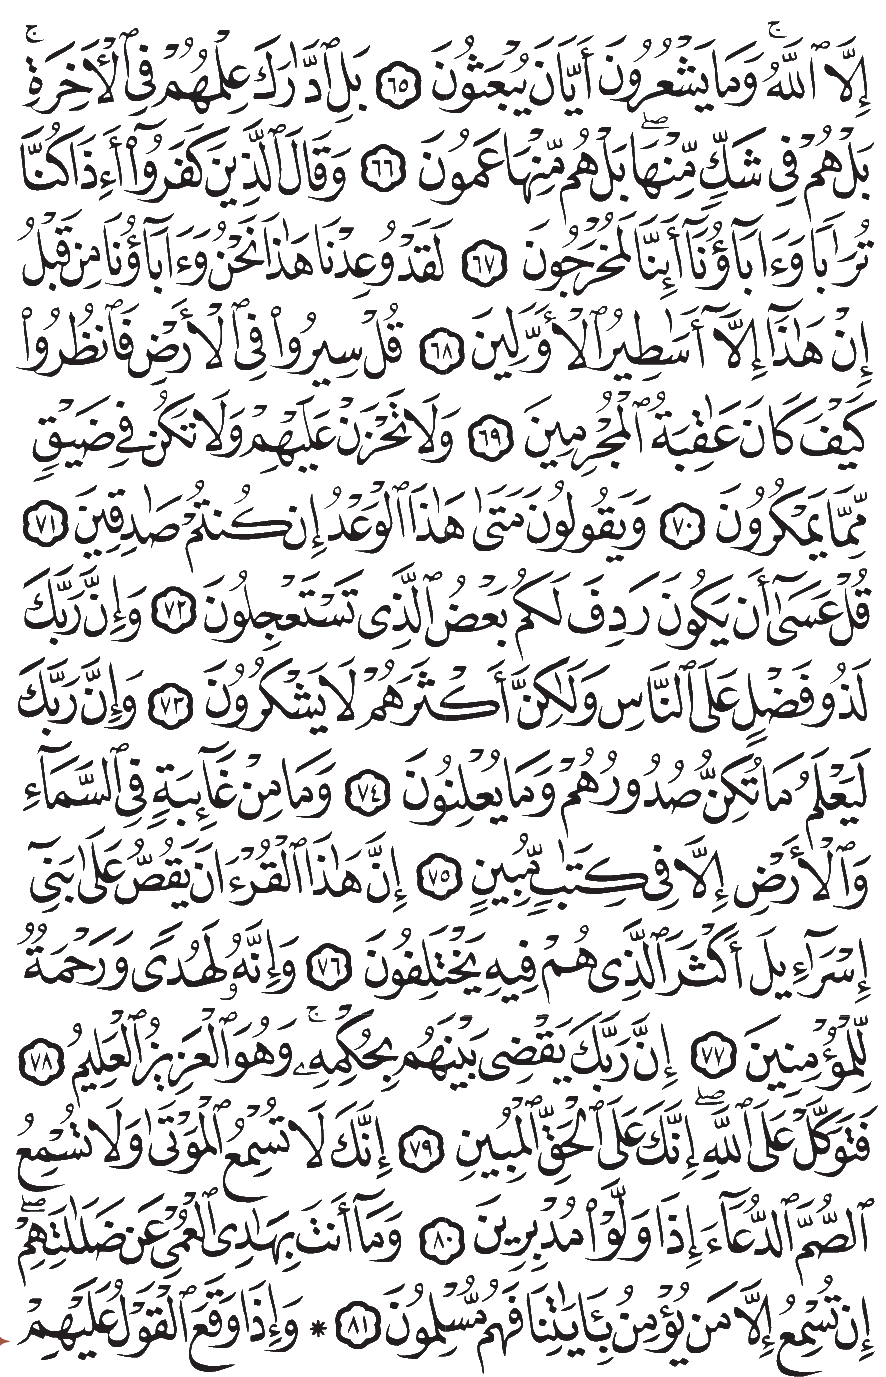 إِلَّا ٱللَّهُۚ وَمَا يَشْعُرُونَ أَيَّانَ يُبْعَثُونَ ٦٥ بَلِ ٱدَّٰرَكَ عِلْمُهُمْ فِى ٱلْأَخِرَةِۚ
بَلْ هُمْ فِى شَكٍّ مِّنْهَاۖ بَلْ هُم مِّنْهَا عَمُونَ ٦٦ وَقَالَ ٱلَّذِينَ كَفَرُوٓا۟ أَءِذَا كُنَّا
تُرَٰبًا وَءَابَآؤُنَآ أَئِنَّا لَمُخْرَجُونَ ٦٧ لَقَدْ وُعِدْنَا هَٰذَا نَحْنُ وَءَابَآؤُنَا مِن قَبْلُ
إِنْ هَٰذَآ إِلَّآ أَسَٰطِيرُ ٱلْأَوَّلِينَ ٦٨ قُلْ سِيرُوا۟ فِى ٱلْأَرْضِ فَٱنظُرُوا۟
كَيْفَ كَانَ عَٰقِبَةُ ٱلْمُجْرِمِينَ ٦٩ وَلَا تَحْزَنْ عَلَيْهِمْ وَلَا تَكُن فِى ضَيْقٍ
مِّمَّا يَمْكُرُونَ ٧٠ وَيَقُولُونَ مَتَىٰ هَٰذَا ٱلْوَعْدُ إِن كُنتُمْ صَٰدِقِينَ ٧١
قُلْ عَسَىٰٓ أَن يَكُونَ رَدِفَ لَكُم بَعْضُ ٱلَّذِى تَسْتَعْجِلُونَ ٧٢ وَإِنَّ رَبَّكَ
لَذُو فَضْلٍ عَلَى ٱلنَّاسِ وَلَٰكِنَّ أَكْثَرَهُمْ لَا يَشْكُرُونَ ٧٣ وَإِنَّ رَبَّكَ
لَيَعْلَمُ مَا تُكِنُّ صُدُورُهُمْ وَمَا يُعْلِنُونَ ٧٤ وَمَا مِنْ غَآئِبَةٍ فِى ٱلسَّمَآءِ
وَٱلْأَرْضِ إِلَّا فِى كِتَٰبٍ مُّبِينٍ ٧٥ إِنَّ هَٰذَا ٱلْقُرْءَانَ يَقُصُّ عَلَىٰ بَنِىٓ
إِسْرَٰٓءِيلَ أَكْثَرَ ٱلَّذِى هُمْ فِيهِ يَخْتَلِفُونَ ٧٦ وَإِنَّهُۥ لَهُدًى وَرَحْمَةٌ
لِّلْمُؤْمِنِينَ ٧٧ إِنَّ رَبَّكَ يَقْضِى بَيْنَهُم بِحُكْمِهِۦۚ وَهُوَ ٱلْعَزِيزُ ٱلْعَلِيمُ ٧٨
فَتَوَكَّلْ عَلَى ٱللَّهِۖ إِنَّكَ عَلَى ٱلْحَقِّ ٱلْمُبِينِ ٧٩ إِنَّكَ لَا تُسْمِعُ ٱلْمَوْتَىٰ وَلَا تُسْمِعُ
ٱلصُّمَّ ٱلدُّعَآءَ إِذَا وَلَّوْا۟ مُدْبِرِينَ ٨٠ وَمَآ أَنتَ بِهَٰدِى ٱلْعُمْىِ عَن ضَلَٰلَتِهِمْۖ
إِن تُسْمِعُ إِلَّا مَن يُؤْمِنُ بِـَٔايَٰتِنَا فَهُم مُّسْلِمُونَ ٨١ * وَإِذَا وَقَعَ ٱلْقَوْلُ عَلَيْهِمْ